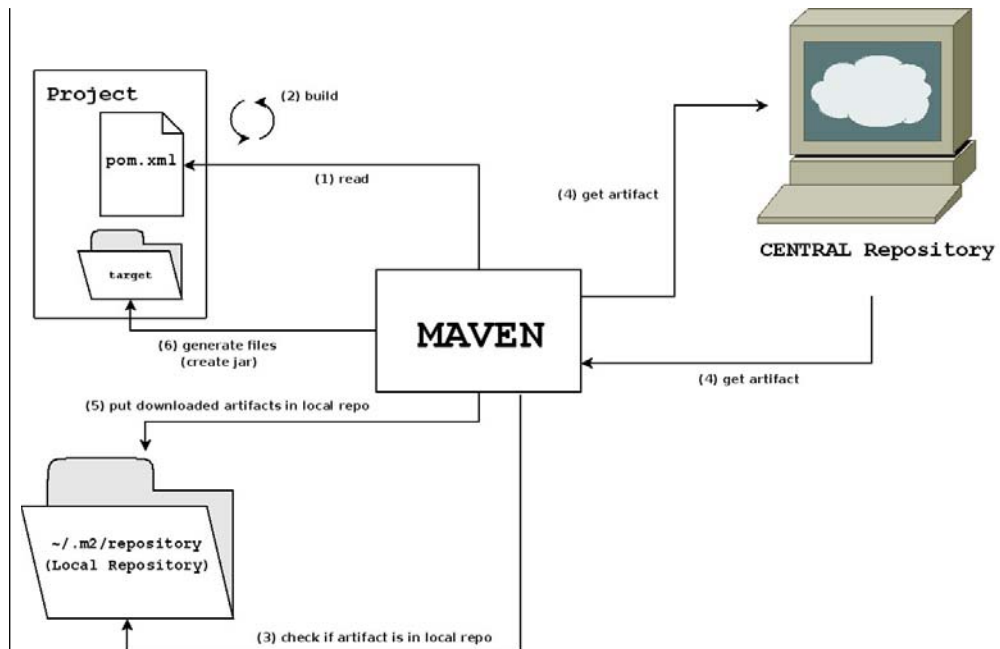 Project
pom.xml
target
(2) build
(1) read
(4) get artifact
CENTRAL Repository
MAVEN
(6) generate files
(create jar)
(4) get artifact
(5) put downloaded artifacts in local repo
~/.m2/repository
(Local Repository)
(3) check if artifact is in local repo